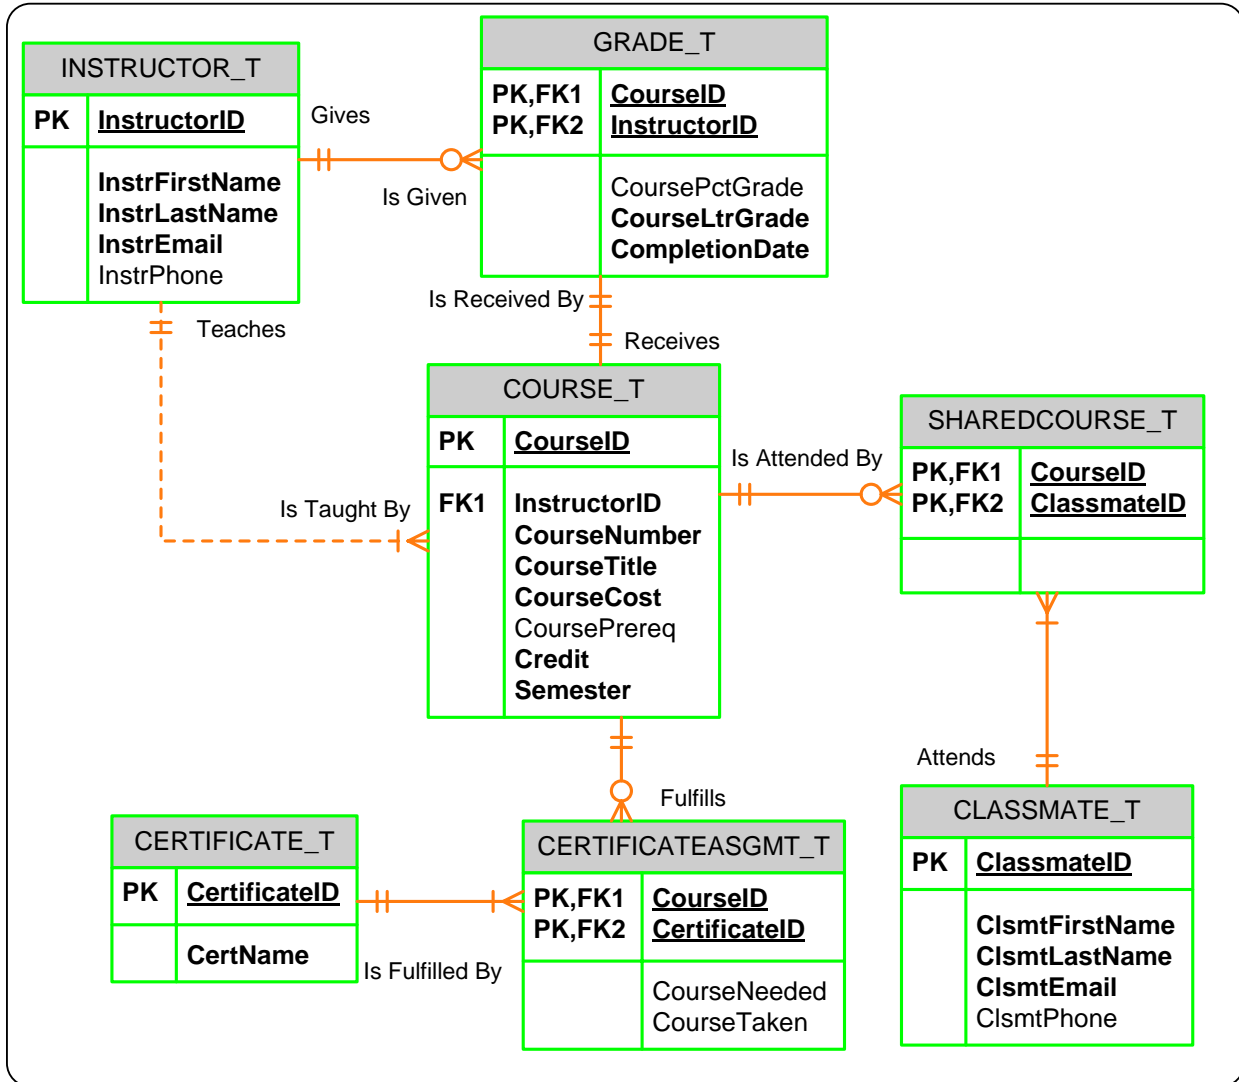 INSTRUCTOR_T
PK InstructorID
InstrFirstName
InstrLastName
InstrEmail
InstrPhone
Gives
Is Given
GRADE_T
PK,FK1 CourseID
PK,FK2 InstructorID
CoursePctGrade
CourseLtrGrade
CompletionDate
Is Received By
Receives
Teaches
Is Taught By
COURSE_T
PK CourseID
FK1 InstructorID
CourseNumber
CourseTitle
CourseCost
CoursePrereq
Credit
Semester
Is Attended By
SHAREDCOURSE_T
PK,FK1 CourseID
PK,FK2 ClassmateID
Attends
CLASSMATE_T
PK ClassmateID
ClsmtFirstName
ClsmtLastName
ClsmtEmail
ClsmtPhone
Fulfills
CERTIFICATE_T
PK CertificateID
CertName
Is Fulfilled By
CERTIFICATEASGMT_T
PK,FK1 CourseID
PK,FK2 CertificateID
CourseNeeded
CourseTaken